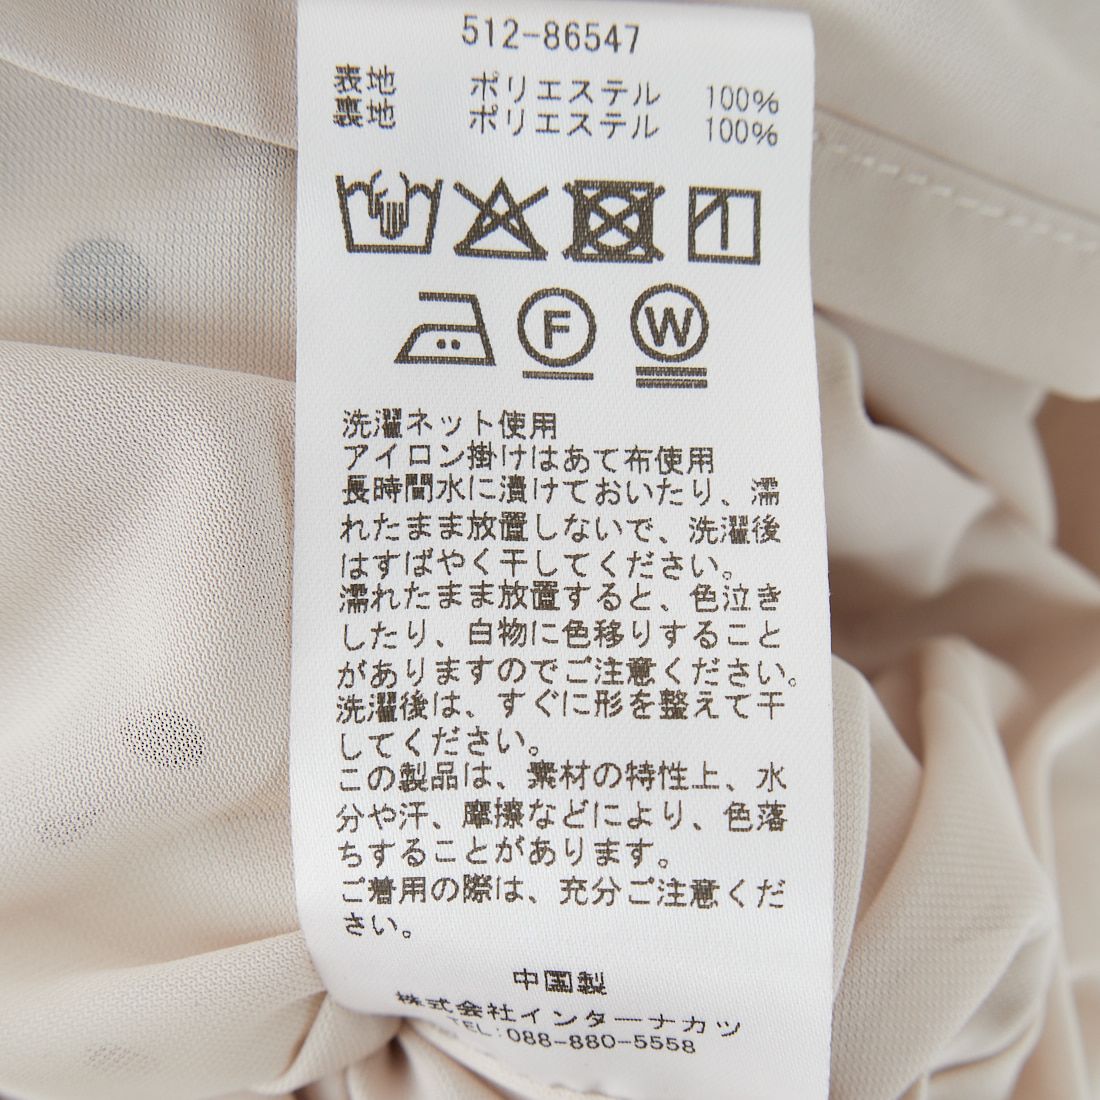 512-86547
表地 ポリエステル 100%
裏地 ポリエステル 100%
F W
洗濯ネット使用
アイロン掛けはあて布使用
長時間水に漬けておいたり、濡
れたまま放置しないで、洗濯後
はすばやく干してください。
濡れたまま放置すると、色泣き
したり、白物に色移りすること
がありますのでご注意ください。
洗濯後は、すぐに形を整えて干
してください。
この製品は、素材の特性上、水
分や汗、摩擦などにより、色落
ちすることがあります。
ご着用の際は、充分ご注意くだ
さい。
中国製
株式会社インターナカツ
TEL:088-880-5558